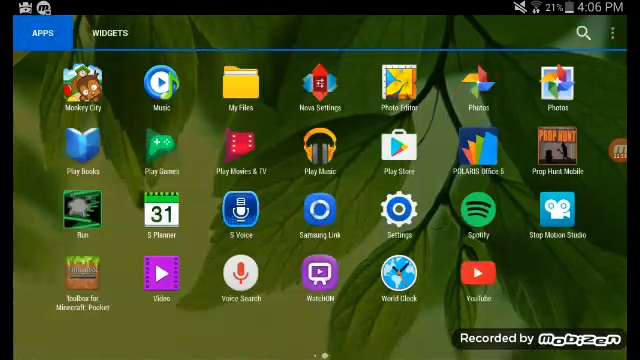 21% 4:06 PM
APPS WIDGETS
Monkey City Music My Files Nova Settings Photo Editor Photos Photos
Play Books Play Games Play Movies & TV Play Music Play Store POLARIS Office 5 Prop Hunt Mobile
PROP HUNT
31
Run S Planner S Voice Samsung Link Settings Spotify Stop Motion Studio
Toolbox for
Minecraft: Pocket Video Voice Search WatchON World Clock YouTube
Recorded by Mobizen